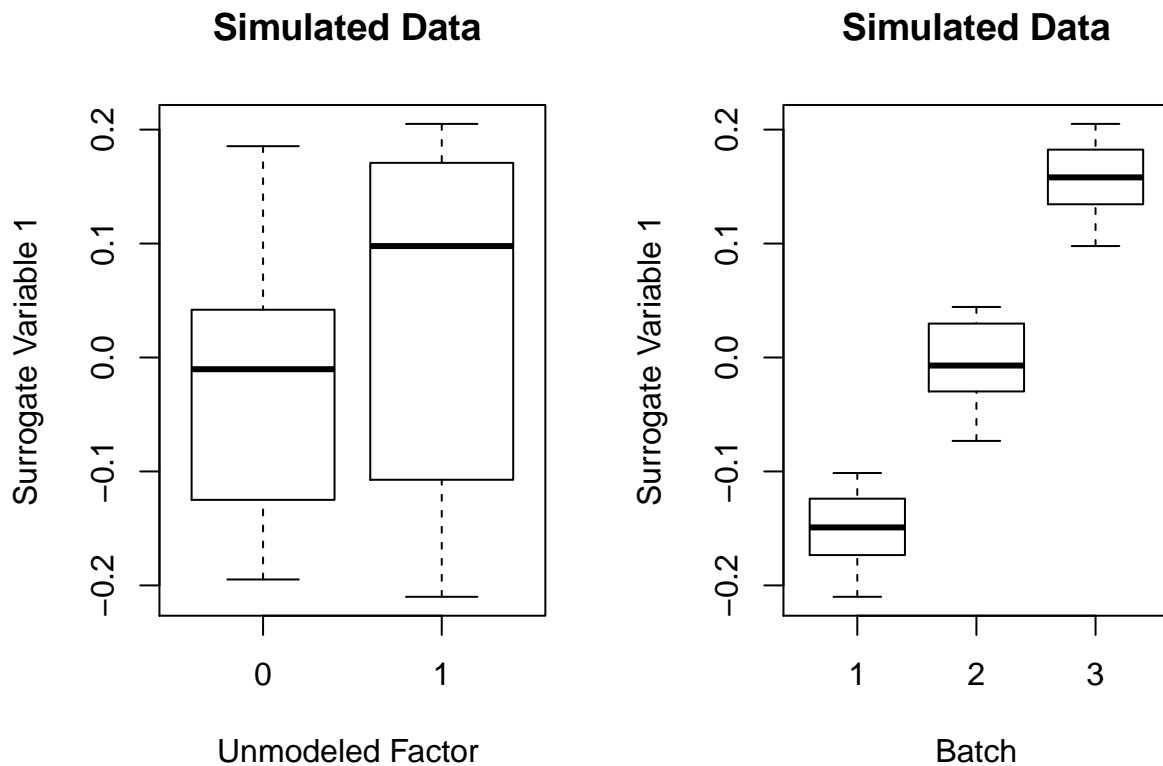 Simulated Data
Surrogate Variable 1
0.2
0.1
0.0
−0.1
−0.2
0 1
Unmodeled Factor
Simulated Data
Surrogate Variable 1
0.2
0.1
0.0
−0.1
−0.2
1 2 3
Batch